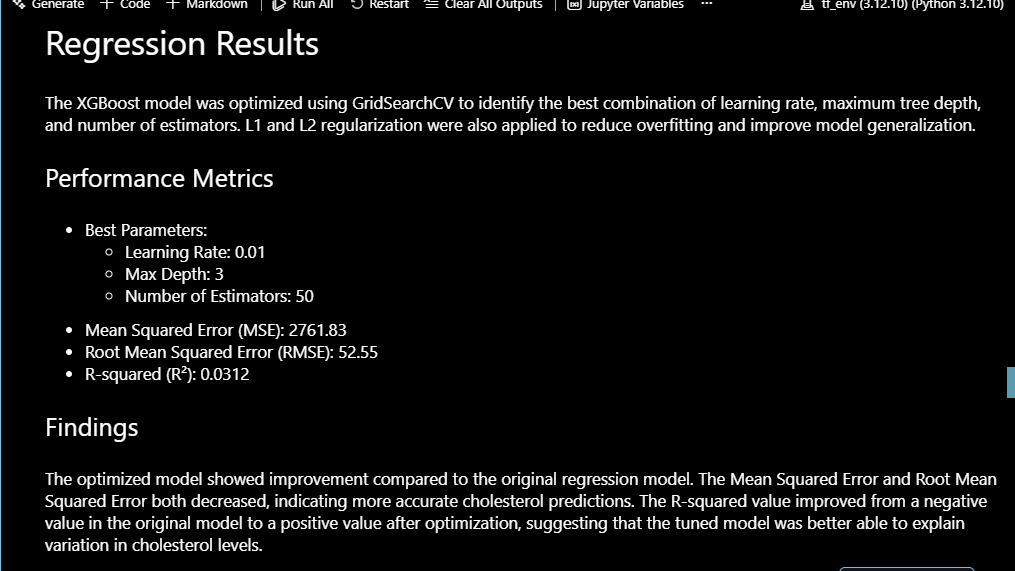 Generate + Code + Markdown | Run All Restart Clear All Outputs | Jupyter Variables ... tf_env (3.12.10) (Python 3.12.10)
Regression Results
The XGBoost model was optimized using GridSearchCV to identify the best combination of learning rate, maximum tree depth,
and number of estimators. L1 and L2 regularization were also applied to reduce overfitting and improve model generalization.
Performance Metrics
• Best Parameters:
◦ Learning Rate: 0.01
◦ Max Depth: 3
◦ Number of Estimators: 50
• Mean Squared Error (MSE): 2761.83
• Root Mean Squared Error (RMSE): 52.55
• R-squared (R²): 0.0312
Findings
The optimized model showed improvement compared to the original regression model. The Mean Squared Error and Root Mean
Squared Error both decreased, indicating more accurate cholesterol predictions. The R-squared value improved from a negative
value in the original model to a positive value after optimization, suggesting that the tuned model was better able to explain
variation in cholesterol levels.